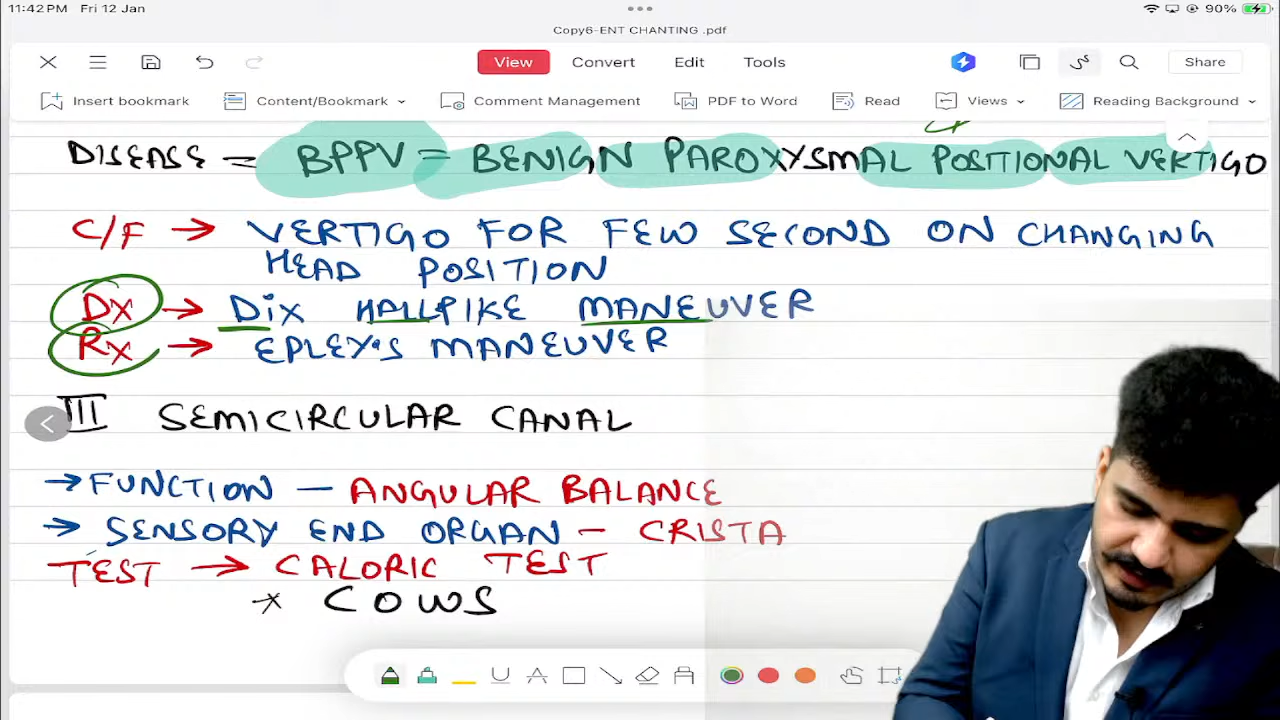 11:42 PM Fri 12 Jan
90%
Copy6-ENT CHANTING .pdf
View Convert Edit Tools Share
Insert bookmark Content/Bookmark Comment Management PDF to Word Read Views Reading Background
DISEASE = BPPV = BENIGN PAROXYSMAL POSITIONAL VERTIGO
C/F → VERTIGO FOR FEW SECOND ON CHANGING
HEAD POSITION
Dx → DIX HALLPIKE MANEUVER
Rx → EPLEY'S MANEUVER
III SEMICIRCULAR CANAL
→ FUNCTION — ANGULAR BALANCE
→ SENSORY END ORGAN — CRISTA
TEST → CALORIC TEST
* COWS